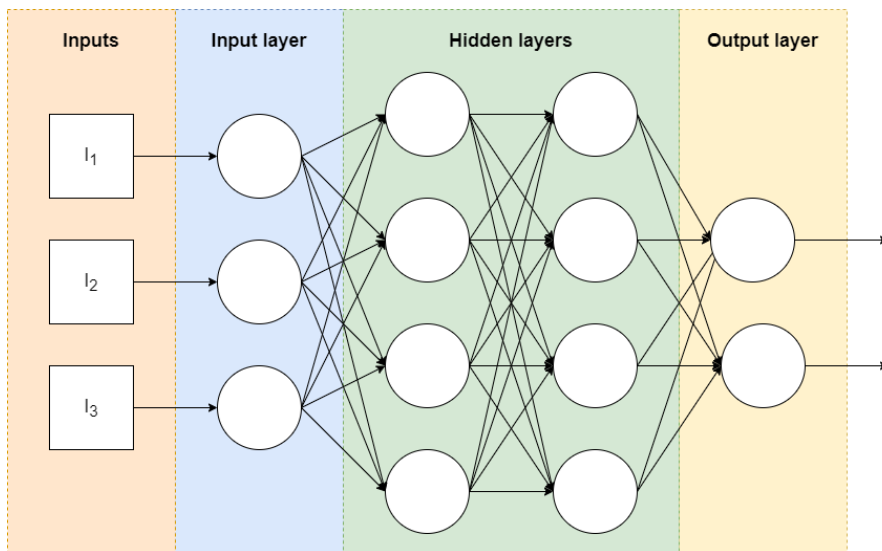 Inputs
Input layer
Hidden layers
Output layer
I1
I2
I3